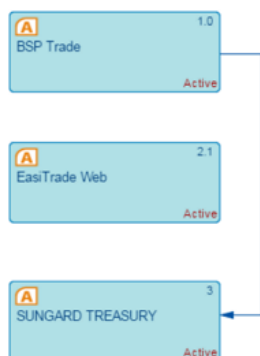 A 1.0
BSP Trade
Active
A 2.1
EasiTrade Web
Active
A 3
SUNGARD TREASURY
Active